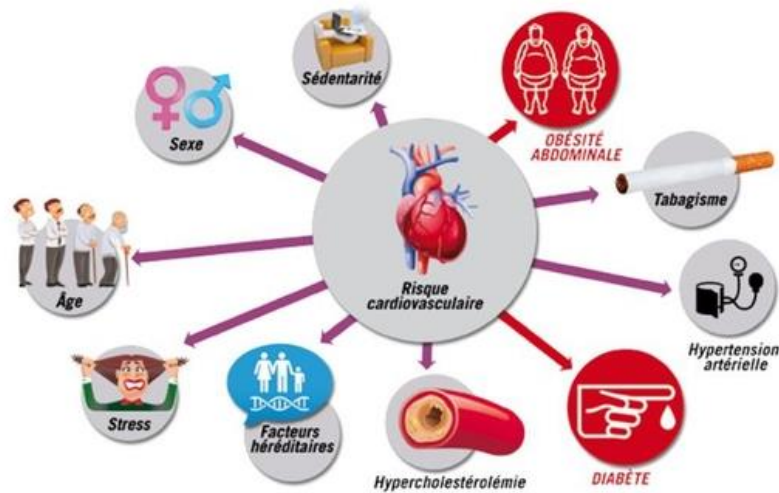 Sédentarité
OBÉSITÉ
ABDOMINALE
Sexe
Tabagisme
Âge
Risque
cardiovasculaire
Hypertension
artérielle
Stress
Facteurs
héréditaires
Hypercholestérolémie
DIABÈTE